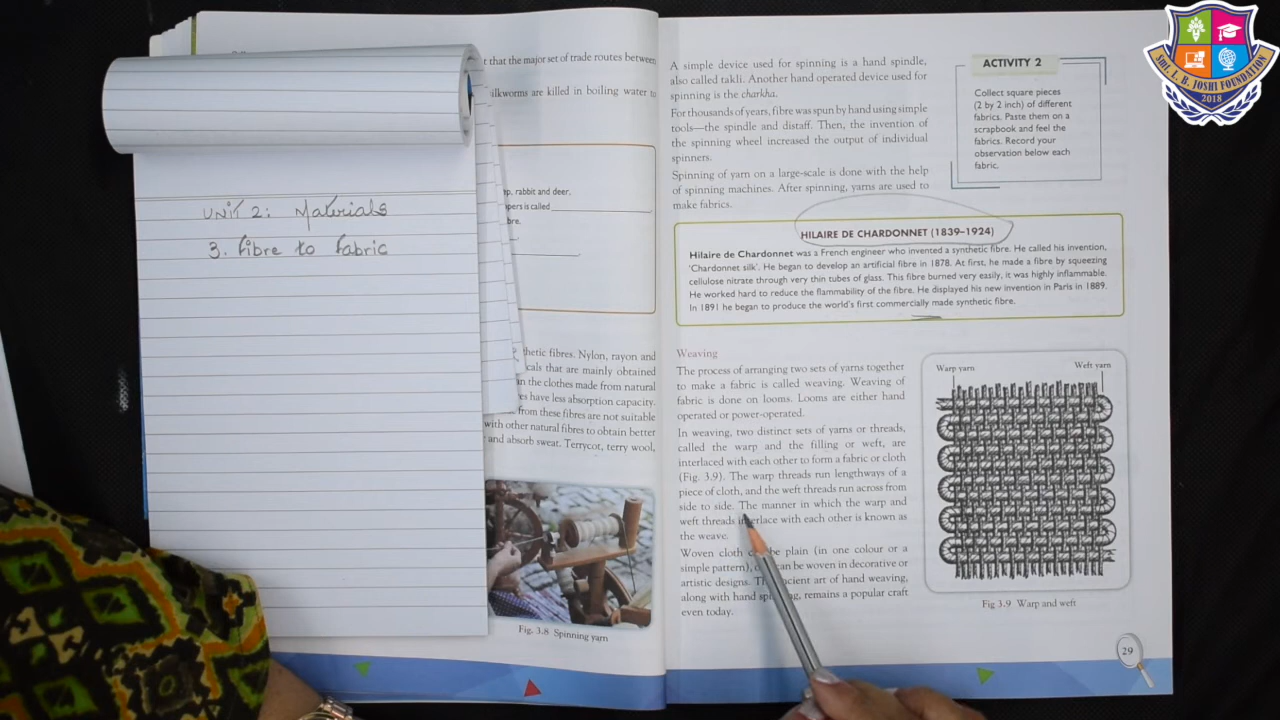 UNIT 2: Materials
3. Fibre to Fabric
t that the major set of trade routes between
ilkworms are killed in boiling water to
rabbit and deer.
pers is called
bre.
hetic fibres. Nylon, rayon and
cals that are mainly obtained
n the clothes made from natural
es have less absorption capacity.
from these fibres are not suitable
with other natural fibres to obtain better
and absorb sweat. Terrycot, terry wool,
Fig. 3.8 Spinning yarn
A simple device used for spinning is a hand spindle,
also called takli. Another hand operated device used for
spinning is the charkha.
For thousands of years, fibre was spun by hand using simple
tools—the spindle and distaff. Then, the invention of
the spinning wheel increased the output of individual
spinners.
Spinning of yarn on a large-scale is done with the help
of spinning machines. After spinning, yarns are used to
make fabrics.
ACTIVITY 2
Collect square pieces
(2 by 2 inch) of different
fabrics. Paste them on a
scrapbook and feel the
fabrics. Record your
observation below each
fabric.
HILAIRE DE CHARDONNET (1839–1924)
Hilaire de Chardonnet was a French engineer who invented a synthetic fibre. He called his invention,
'Chardonnet silk'. He began to develop an artificial fibre in 1878. At first, he made a fibre by squeezing
cellulose nitrate through very thin tubes of glass. This fibre burned very easily, it was highly inflammable.
He worked hard to reduce the flammability of the fibre. He displayed his new invention in Paris in 1889.
In 1891 he began to produce the world's first commercially made synthetic fibre.
Weaving
The process of arranging two sets of yarns together
to make a fabric is called weaving. Weaving of
fabric is done on looms. Looms are either hand
operated or power-operated.
In weaving, two distinct sets of yarns or threads,
called the warp and the filling or weft, are
interlaced with each other to form a fabric or cloth
(Fig. 3.9). The warp threads run lengthways of a
piece of cloth, and the weft threads run across from
side to side. The manner in which the warp and
weft threads interlace with each other is known as
the weave.
Woven cloth be plain (in one colour or a
simple pattern), can be woven in decorative or
artistic designs. ancient art of hand weaving,
along with hand spinning, remains a popular craft
even today.
Warp yarn
Weft yarn
Fig 3.9 Warp and weft
29
SMT. I. B. JOSHI FOUNDATION
2018